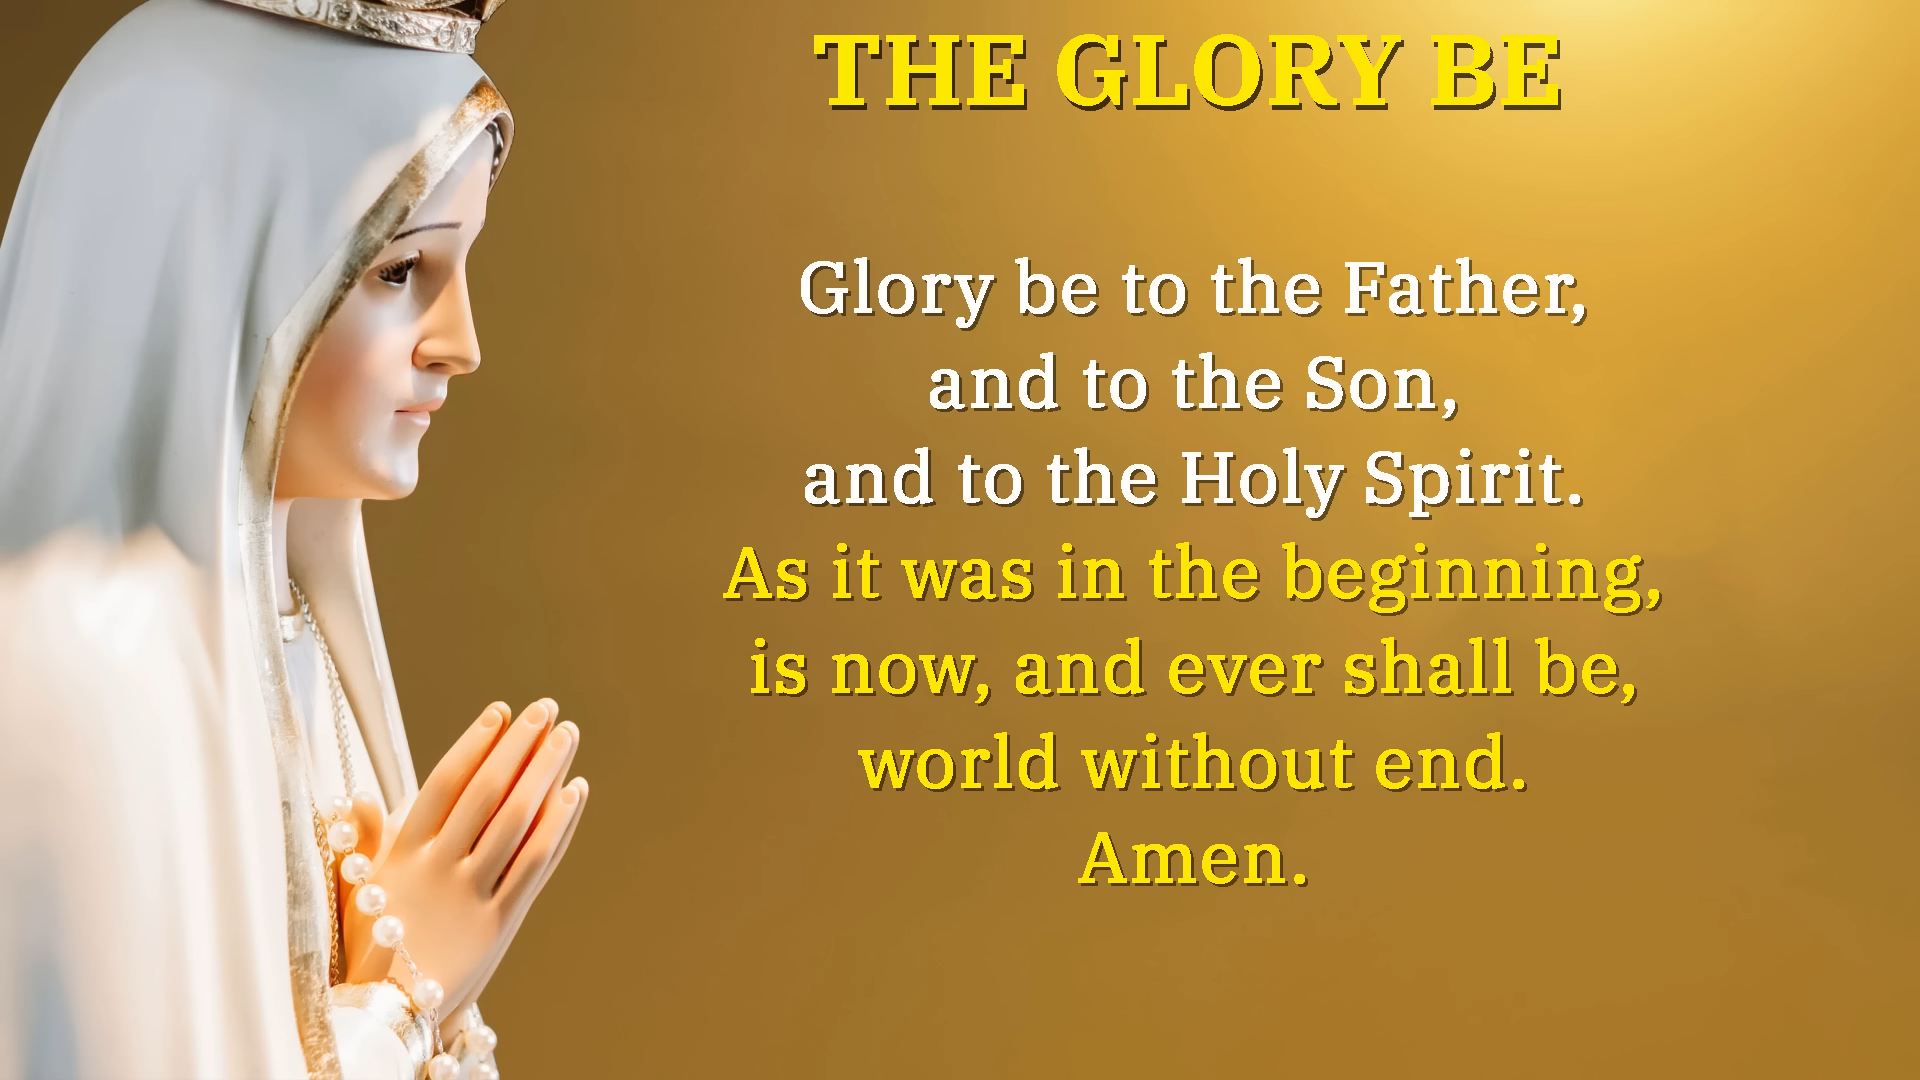 THE GLORY BE
Glory be to the Father,
and to the Son,
and to the Holy Spirit.
As it was in the beginning,
is now, and ever shall be,
world without end.
Amen.